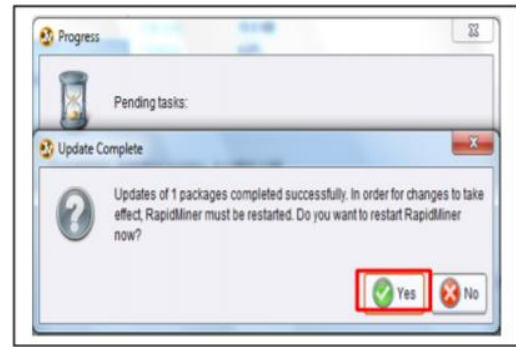 Progress
Pending tasks:
Update Complete
Updates of 1 packages completed successfully. In order for changes to take
effect, RapidMiner must be restarted. Do you want to restart RapidMiner
now?
Yes No